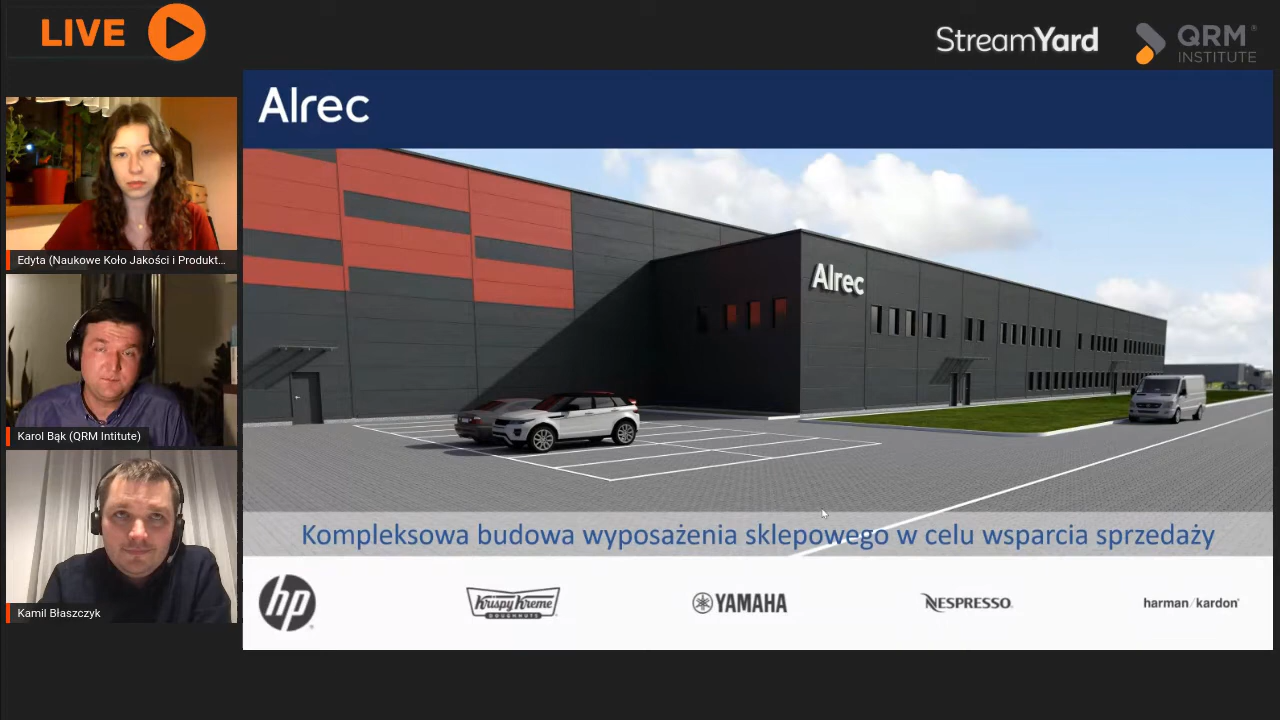 LIVE
StreamYard
QRM
INSTITUTE
Alrec
Alrec
Edyta (Naukowe Koło Jakości i Produkt...
Karol Bąk (QRM Intitute)
Kamil Błaszczyk
Kompleksowa budowa wyposażenia sklepowego w celu wsparcia sprzedaży
hp
Krispy Kreme
DOUGHNUTS
YAMAHA
NESPRESSO
harman/kardon